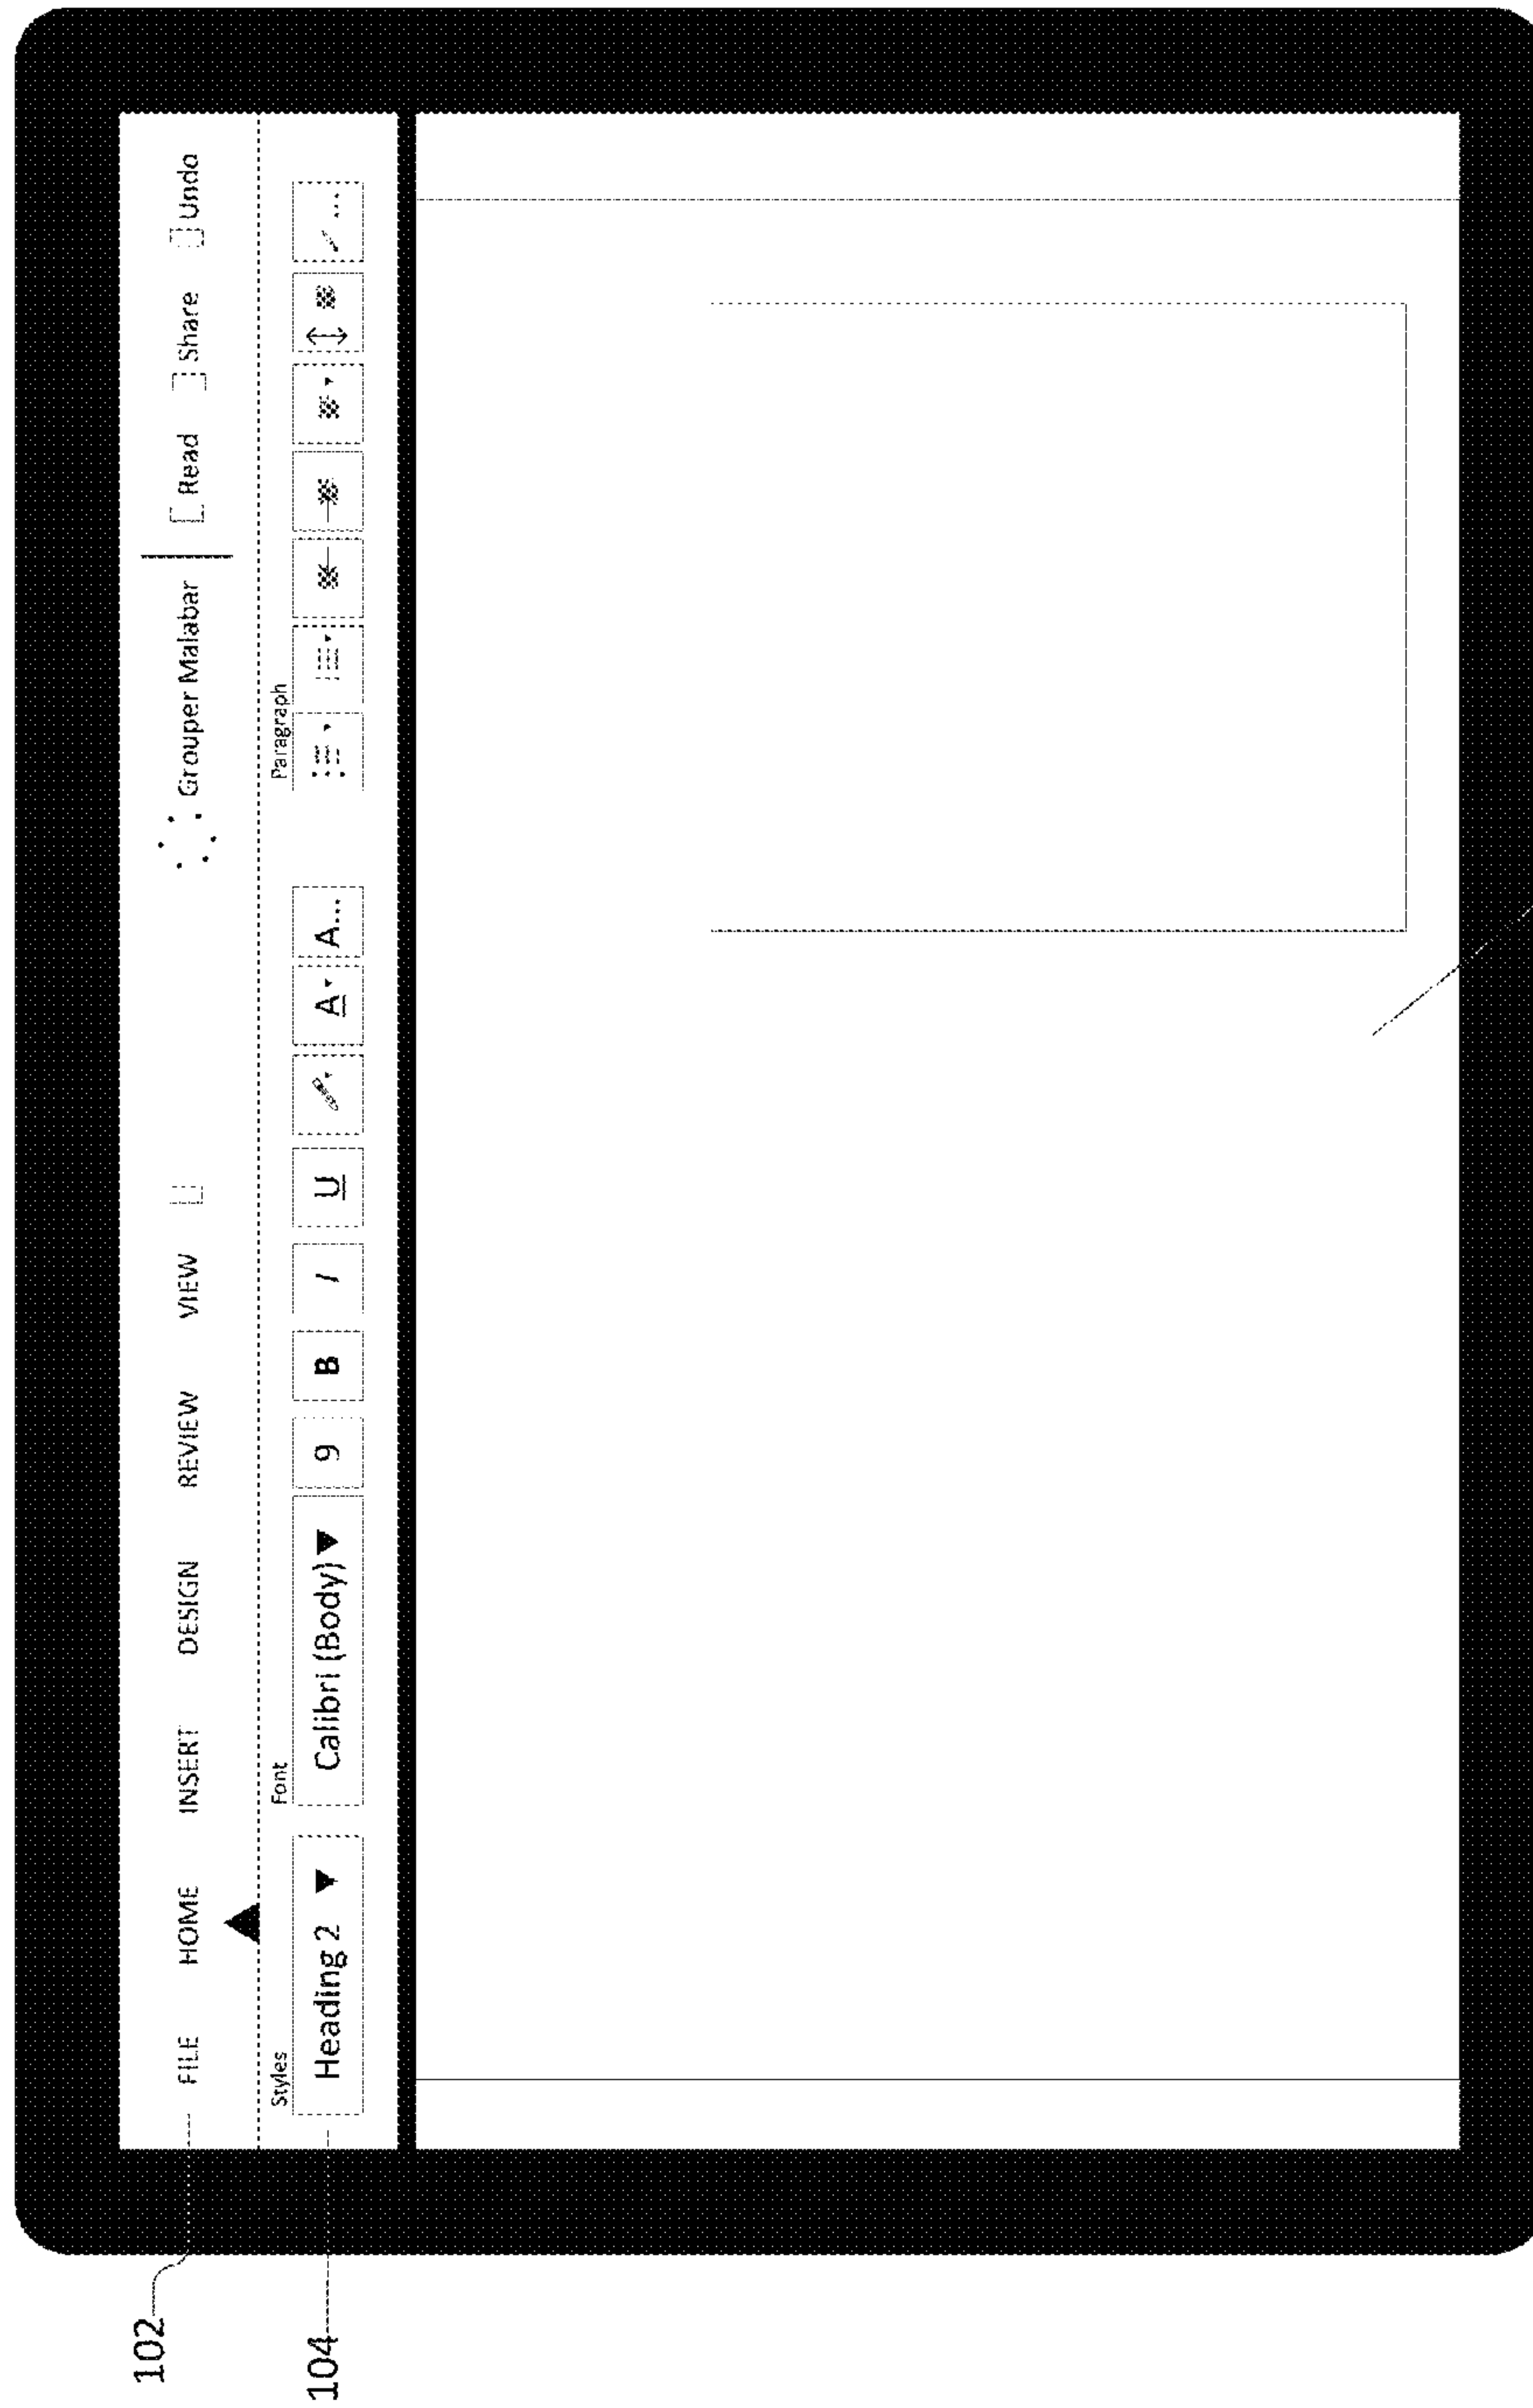 102 FILE HOME INSERT DESIGN REVIEW VIEW Grouper Malabar Read Share Undo
Styles Font Paragraph
104 Heading 2 ▼ Calibri (Body) ▼ 9 B I U A A...